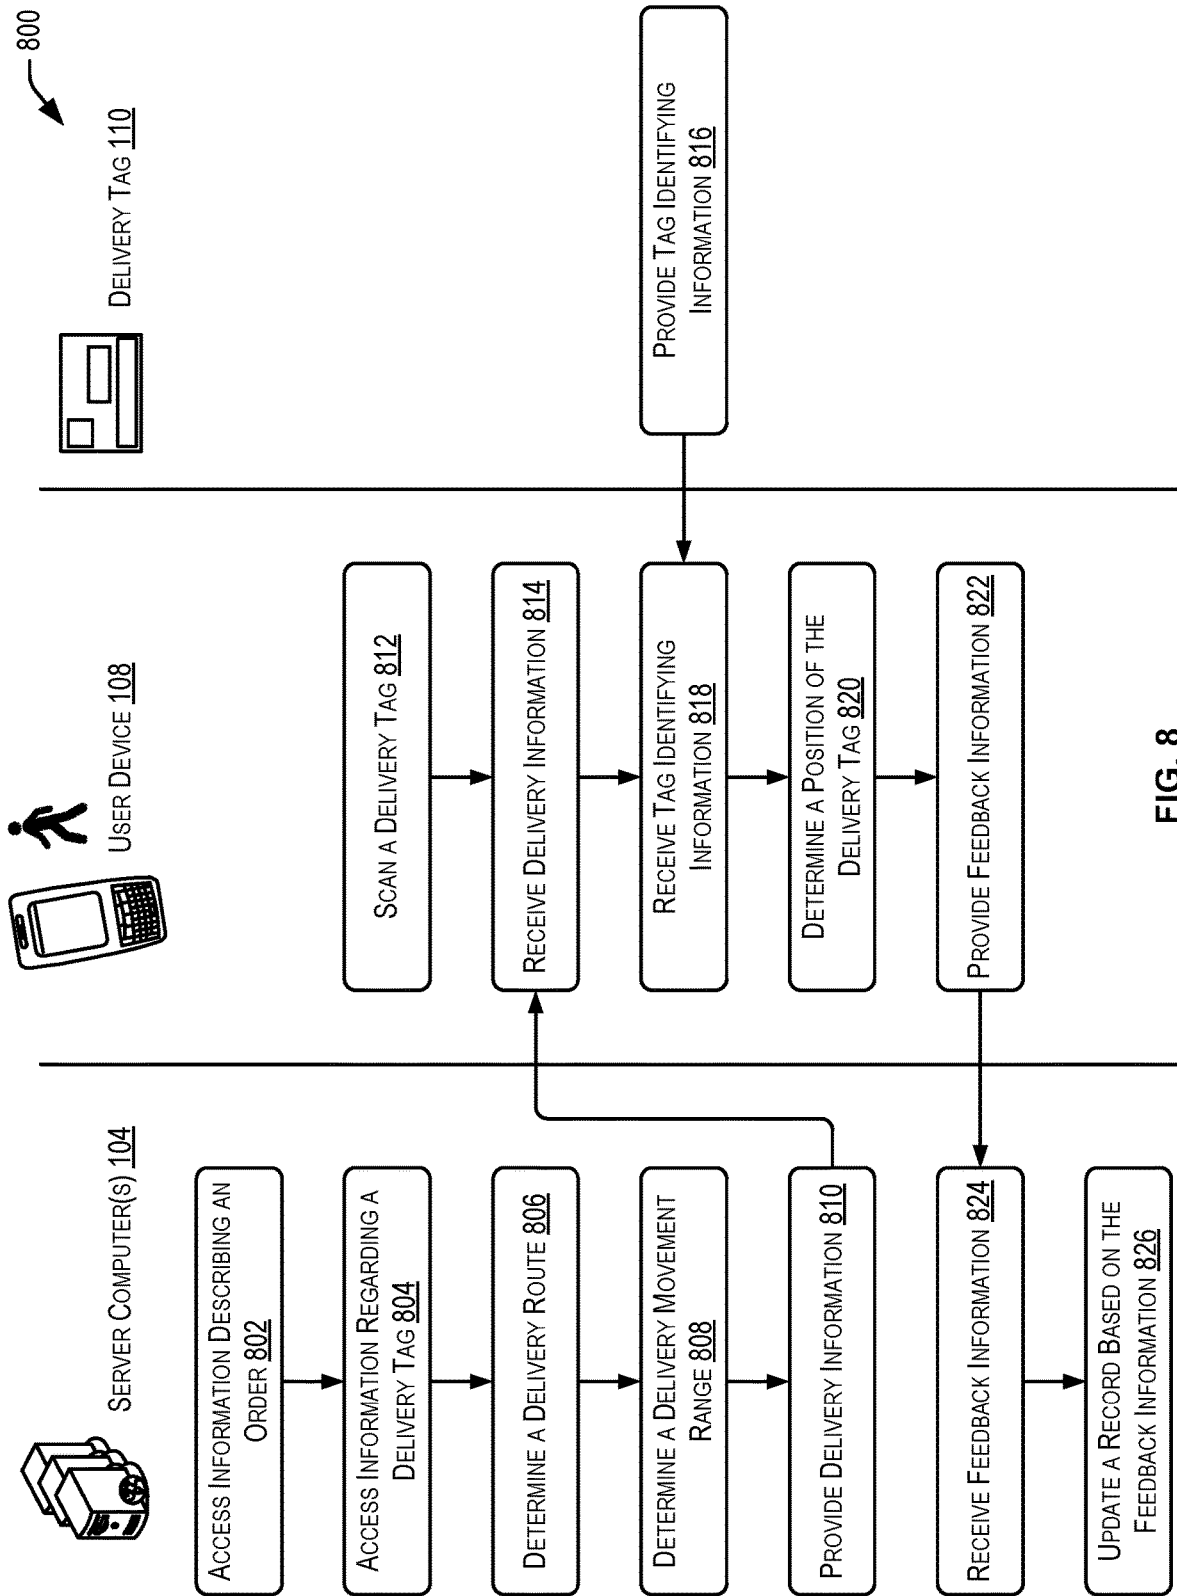 800
SERVER COMPUTER(S) 104
USER DEVICE 108
DELIVERY TAG 110
ACCESS INFORMATION DESCRIBING AN
ORDER 802
ACCESS INFORMATION REGARDING A
DELIVERY TAG 804
DETERMINE A DELIVERY ROUTE 806
DETERMINE A DELIVERY MOVEMENT
RANGE 808
PROVIDE DELIVERY INFORMATION 810
SCAN A DELIVERY TAG 812
RECEIVE DELIVERY INFORMATION 814
PROVIDE TAG IDENTIFYING
INFORMATION 816
RECEIVE TAG IDENTIFYING
INFORMATION 818
DETERMINE A POSITION OF THE
DELIVERY TAG 820
PROVIDE FEEDBACK INFORMATION 822
RECEIVE FEEDBACK INFORMATION 824
UPDATE A RECORD BASED ON THE
FEEDBACK INFORMATION 826
FIG. 8